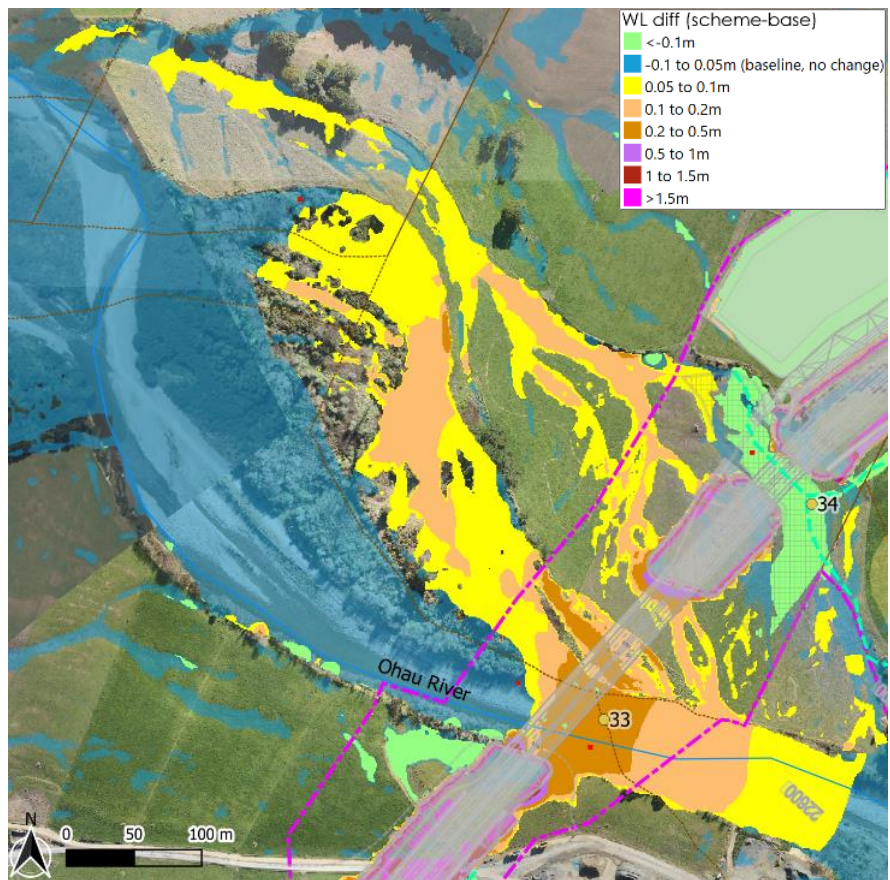 WL diff (scheme-base)
<-0.1m
-0.1 to 0.05m (baseline, no change)
0.05 to 0.1m
0.1 to 0.2m
0.2 to 0.5m
0.5 to 1m
1 to 1.5m
>1.5m
34
Ohau River
33
22600
N
0 50 100 m